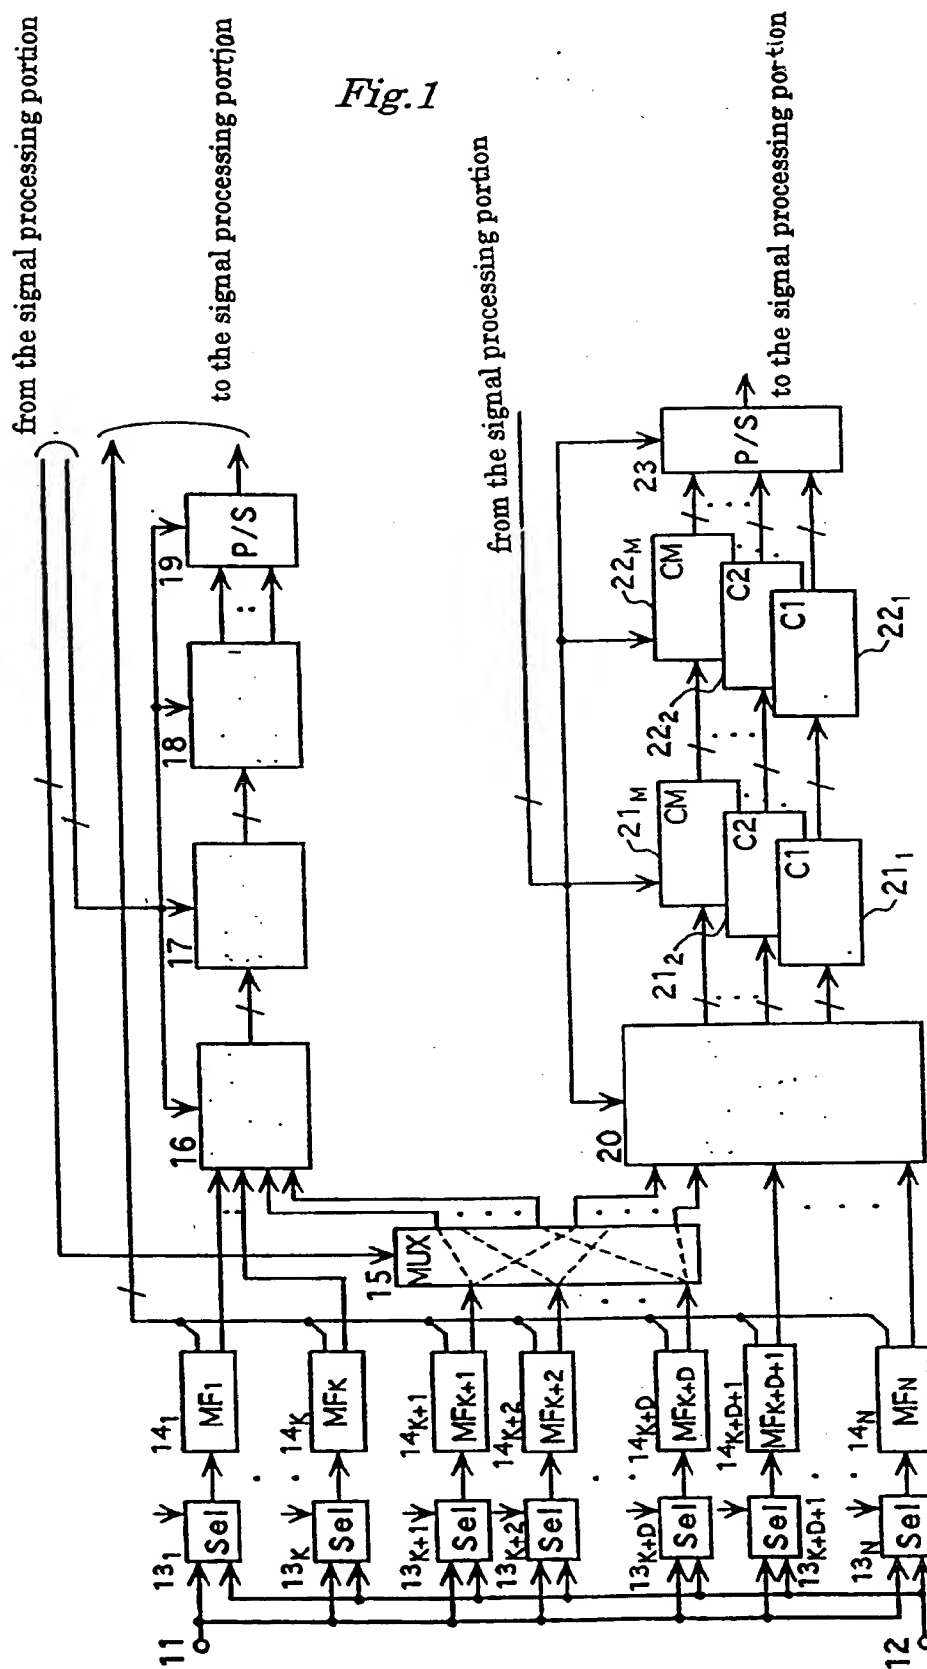 Fig.1
from the signal processing portion
to the signal processing portion
from the signal processing portion
to the signal processing portion
11
12
13₁
Sel
14₁
MF₁
13K
Sel
14K
MFK
13K+1
Sel
14K+1
MFK+1
13K+2
Sel
14K+2
MFK+2
13K+D
Sel
14K+D
MFK+D
13K+D+1
Sel
14K+D+1
MFK+D+1
13N
Sel
14N
MFN
15
MUX
16
17
18
19
P/S
20
21M
CM
21₂
C2
C1
21₁
22M
CM
22₂
C2
C1
22₁
23
P/S